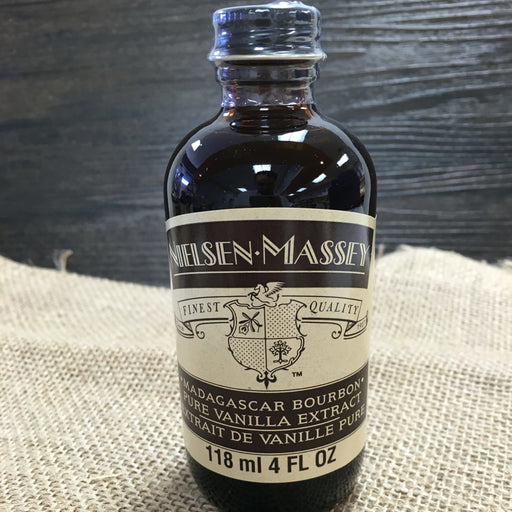 NIELSEN·MASSEY
FINEST QUALITY
™
·MADAGASCAR BOURBON·
PURE VANILLA EXTRACT
EXTRAIT DE VANILLE PURE
118 ml 4 FL OZ